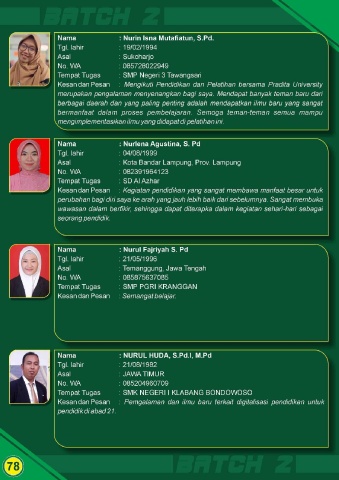 BATCH 2
Nama : Nurin Isna Mutafiatun, S.Pd.
Tgl. lahir : 19/02/1994
Asal : Sukoharjo
No. WA : 085728022949
Tempat Tugas : SMP Negeri 3 Tawangsari
Kesan dan Pesan : Mengikuti Pendidikan dan Pelatihan bersama Pradita University
merupakan pengalaman menyenangkan bagi saya. Mendapat banyak teman baru dari
berbagai daerah dan yang paling penting adalah mendapatkan ilmu baru yang sangat
bermanfaat dalam proses pembelajaran. Semoga teman-teman semua mampu
mengimplementasikan ilmu yang didapat di pelatihan ini.
Nama : Nurlena Agustina, S. Pd
Tgl. lahir : 04/08/1999
Asal : Kota Bandar Lampung, Prov. Lampung
No. WA : 082391964123
Tempat Tugas : SD Al Azhar
Kesan dan Pesan : Kegiatan pendidikan yang sangat membawa manfaat besar untuk
perubahan bagi diri saya ke arah yang jauh lebih baik dari sebelumnya. Sangat membuka
wawasan dalam berfikir, sehingga dapat diterapka dalam kegiatan sehari-hari sebagai
seorang pendidik.
Nama : Nurul Fajriyah S. Pd
Tgl. lahir : 21/05/1996
Asal : Temanggung, Jawa Tengah
No. WA : 085875637085
Tempat Tugas : SMP PGRI KRANGGAN
Kesan dan Pesan : Semangat belajar.
Nama : NURUL HUDA, S.Pd.I, M.Pd
Tgl. lahir : 21/08/1982
Asal : JAWA TIMUR
No. WA : 085204960709
Tempat Tugas : SMK NEGERI I KLABANG BONDOWOSO
Kesan dan Pesan : Pemgalaman dan ilmu baru terkait digitalisasi pendidikan untuk
pendidik di abad 21.
78
BATCH 2